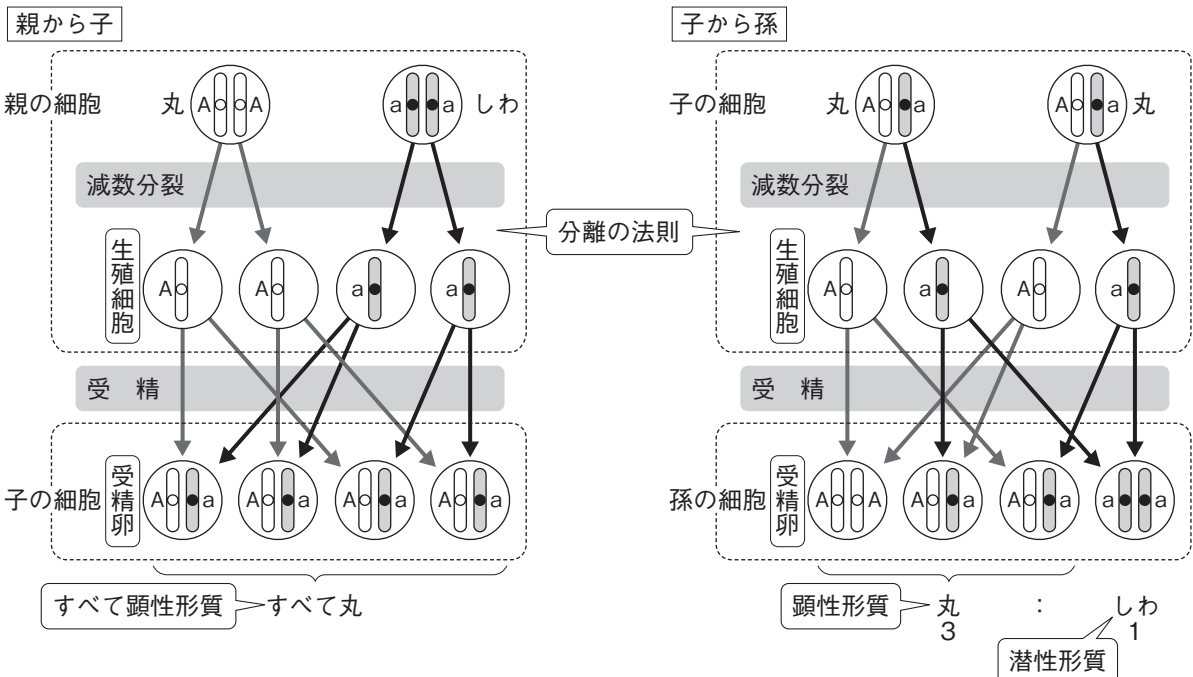 親から子
親の細胞 丸 A A a a しわ
減数分裂
生殖細胞 A A a a
受 精
子の細胞 受精卵 A a A a A a A a
すべて顕性形質 すべて丸
分離の法則
子から孫
子の細胞 丸 A a A a 丸
減数分裂
生殖細胞 A a A a
受 精
孫の細胞 受精卵 A A A a A a a a
顕性形質 丸 : しわ
3 1
潜性形質